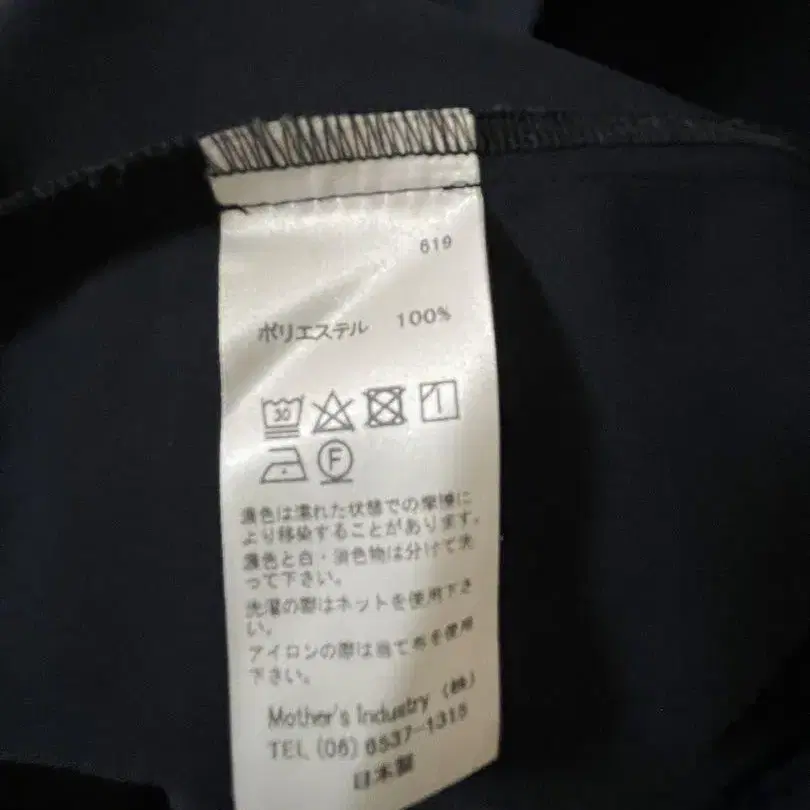 619
ポリエステル 100%
30
F
濃色は濡れた状態での摩擦に
より移染することがあります。
濃色と白・淡色物は分けて洗
って下さい。
洗濯の際はネットを使用下さ
い。
アイロンの際は当て布を使用
下さい。
Mother's Industry (株)
TEL (06) 6537-1315
日本製